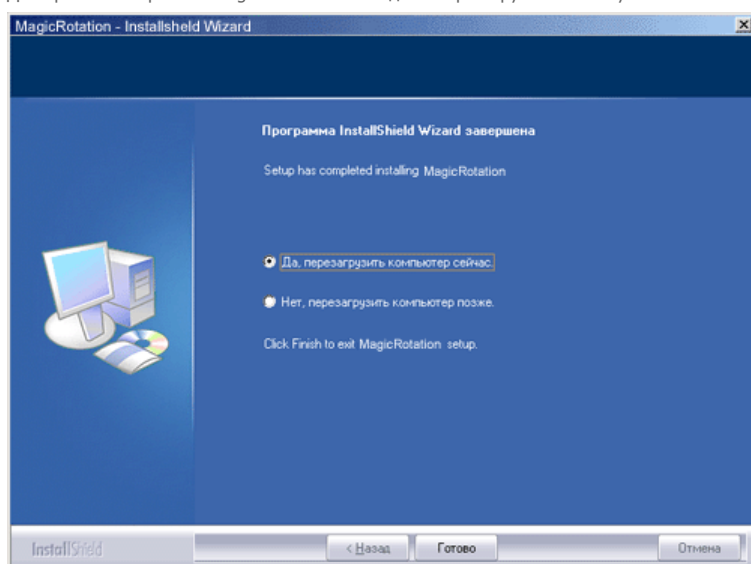 MagicRotation - Installsheld Wizard
Программа InstallShield Wizard завершена
Setup has completed installing MagicRotation
Да, перезагрузить компьютер сейчас.
Нет, перезагрузить компьютер позже.
Click Finish to exit MagicRotation setup.
InstallShield
< Назад
Готово
Отмена